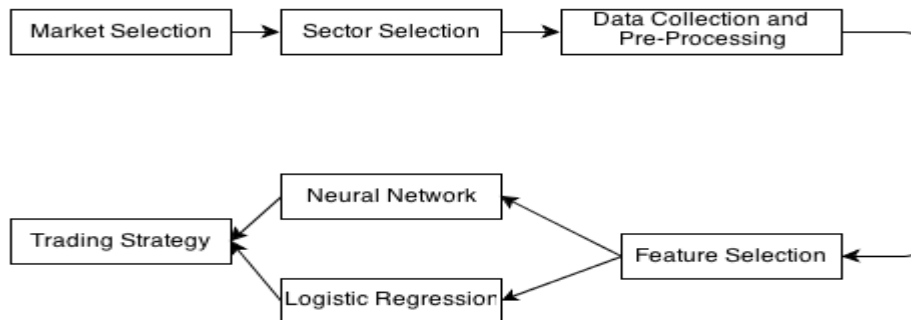 Market Selection
Sector Selection
Data Collection and
Pre-Processing
Neural Network
Trading Strategy
Feature Selection
Logistic Regression